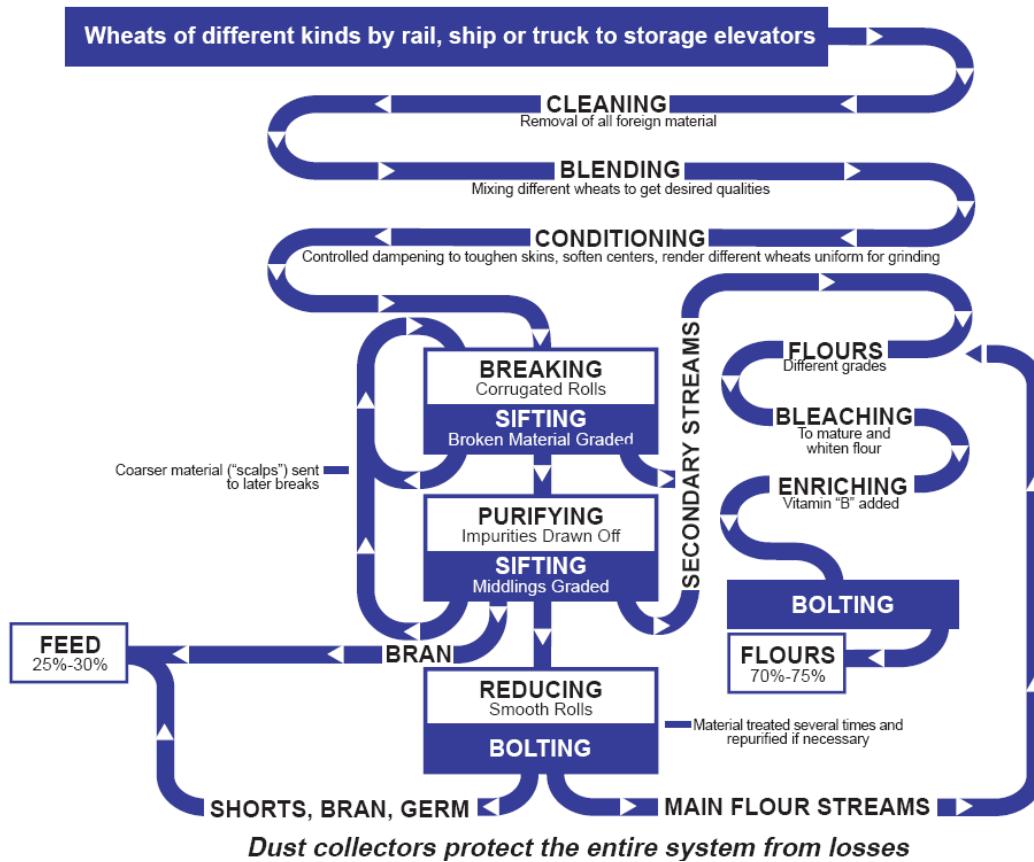 Wheats of different kinds by rail, ship or truck to storage elevators
CLEANING
Removal of all foreign material
BLENDING
Mixing different wheats to get desired qualities
CONDITIONING
Controlled dampening to toughen skins, soften centers, render different wheats uniform for grinding
BREAKING
Corrugated Rolls
SIFTING
Broken Material Graded
Coarser material (“scalps”) sent
to later breaks
PURIFYING
Impurities Drawn Off
SIFTING
Middlings Graded
SECONDARY STREAMS
FLOURS
Different grades
BLEACHING
To mature and
whiten flour
ENRICHING
Vitamin “B” added
BOLTING
FLOURS
70%-75%
FEED
25%-30%
BRAN
REDUCING
Smooth Rolls
BOLTING
Material treated several times and
repurified if necessary
SHORTS, BRAN, GERM
MAIN FLOUR STREAMS
Dust collectors protect the entire system from losses